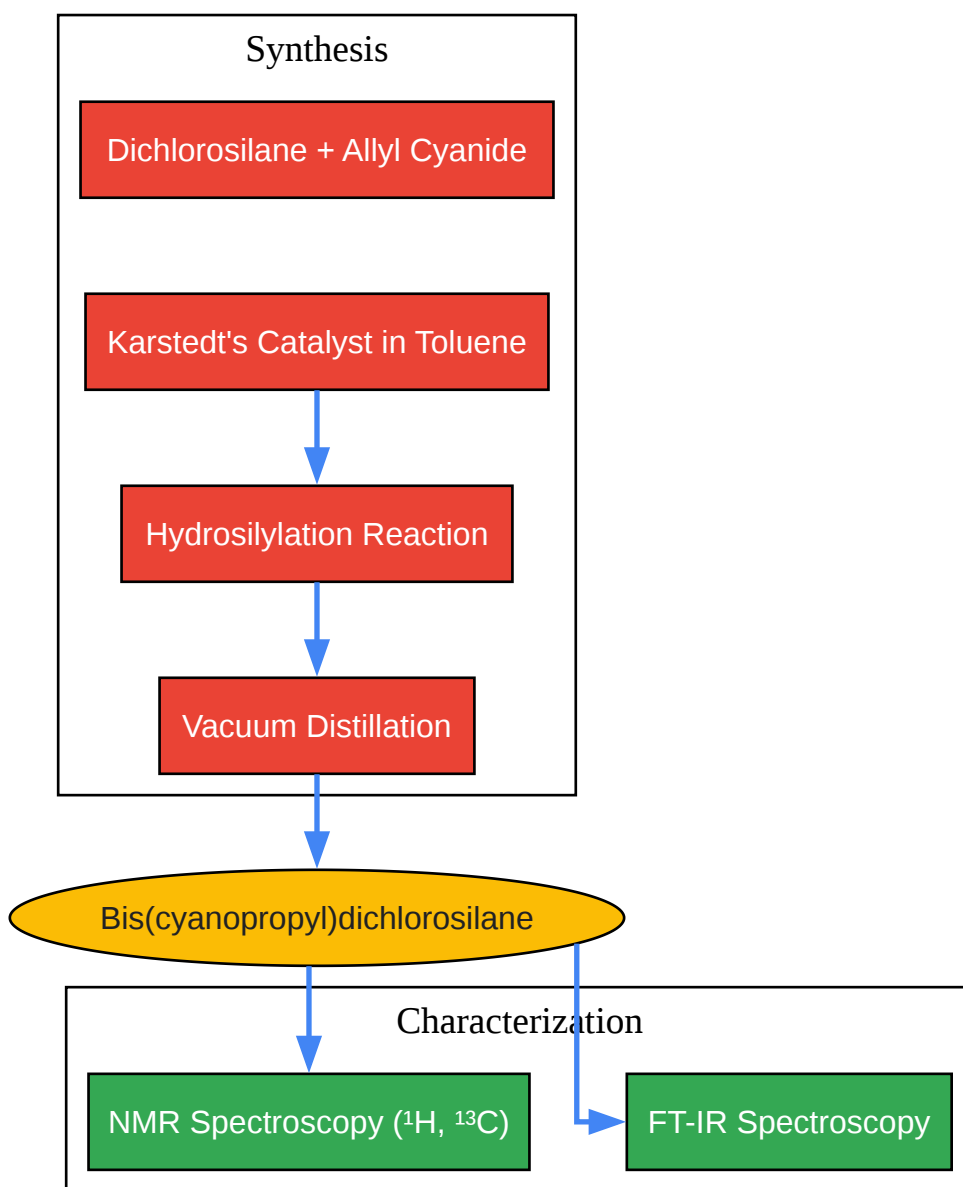 Synthesis
Dichlorosilane + Allyl Cyanide
Karstedt's Catalyst in Toluene
Hydrosilylation Reaction
Vacuum Distillation
Bis(cyanopropyl)dichlorosilane
Characterization
NMR Spectroscopy (¹H, ¹³C)
FT-IR Spectroscopy